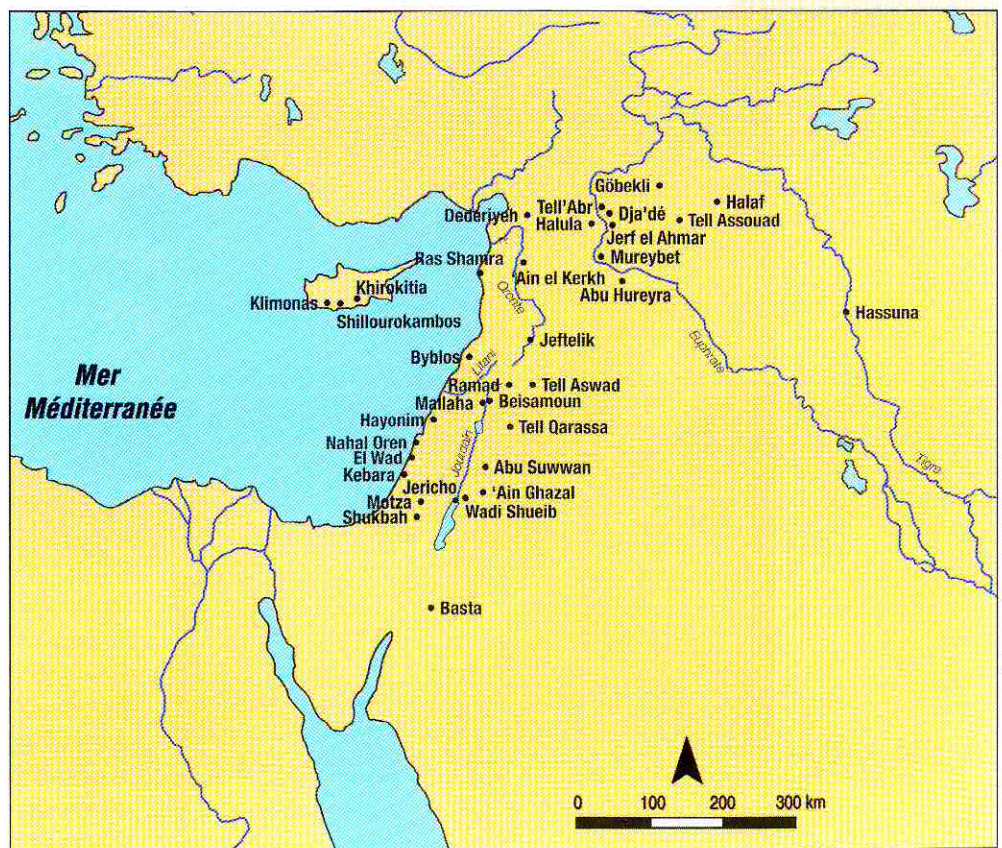 Göbekli
Halaf
Tell'Abr
Dja'dé
Dederiyeh
Halula
Tell Assouad
Jerf el Ahmar
Mureybet
Ras Shamra
'Ain el Kerkh
Abu Hureyra
Oronte
Khirokitia
Klimonas
Shillourokambos
Hassuna
Jeftelik
Euphrate
Byblos
Litani
Mer
Méditerranée
Ramad
Tell Aswad
Mallaha
Beisamoun
Hayonim
Tell Qarassa
Nahal Oren
Jourdain
El Wad
Abu Suwwan
Tigre
Kebara
Jericho
'Ain Ghazal
Motza
Wadi Shueib
Shukbah
Basta
0 100 200 300 km